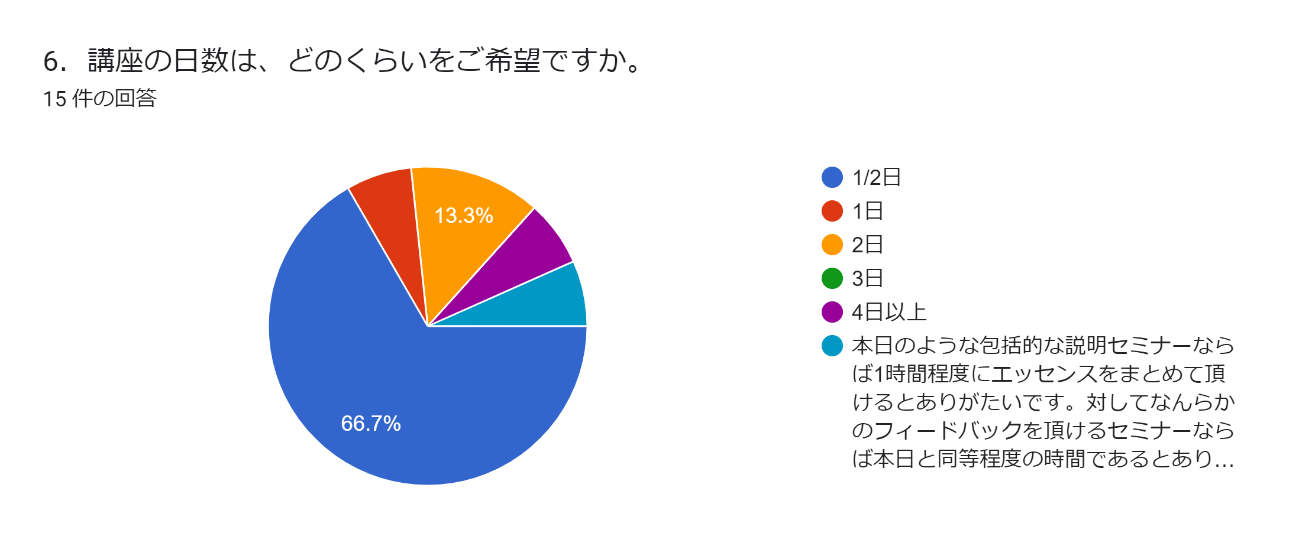 6．講座の日数は、どのくらいをご希望ですか。
15 件の回答
1/2日
1日
2日
3日
4日以上
本日のような包括的な説明セミナーなら
ば1時間程度にエッセンスをまとめて頂
けるとありがたいです。対してなんらか
のフィードバックを頂けるセミナーなら
ば本日と同等程度の時間であるとあり…
13.3%
66.7%